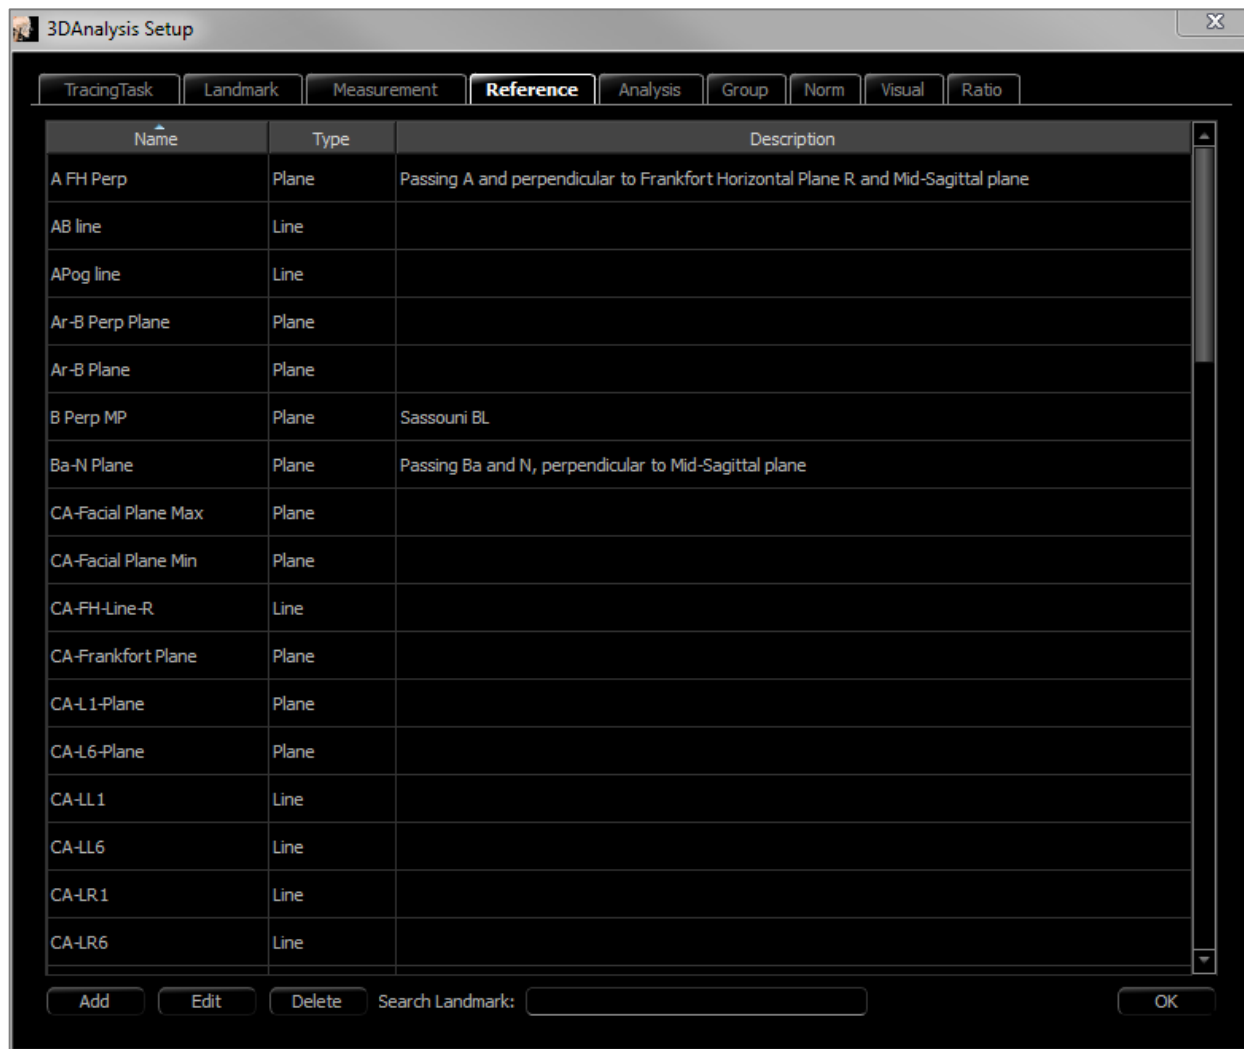 3DAnalysis Setup
TracingTask Landmark Measurement Reference Analysis Group Norm Visual Ratio
Name Type Description
A FH Perp Plane Passing A and perpendicular to Frankfort Horizontal Plane R and Mid-Sagittal plane
AB line Line
APog line Line
Ar-B Perp Plane Plane
Ar-B Plane Plane
B Perp MP Plane Sassouni BL
Ba-N Plane Plane Passing Ba and N, perpendicular to Mid-Sagittal plane
CA-Facial Plane Max Plane
CA-Facial Plane Min Plane
CA-FH-Line-R Line
CA-Frankfort Plane Plane
CA-L1-Plane Plane
CA-L6-Plane Plane
CA-LL1 Line
CA-LL6 Line
CA-LR1 Line
CA-LR6 Line
Add Edit Delete Search Landmark: OK